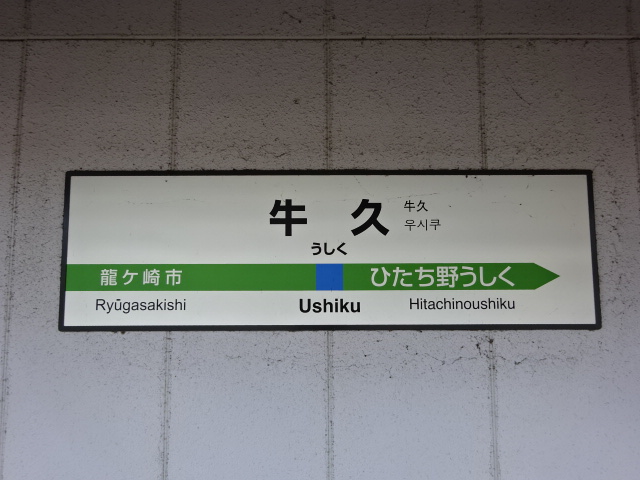 牛久
牛久
우시쿠
うしく
龍ケ崎市
ひたち野うしく
Ryūgasakishi
Ushiku
Hitachinoushiku